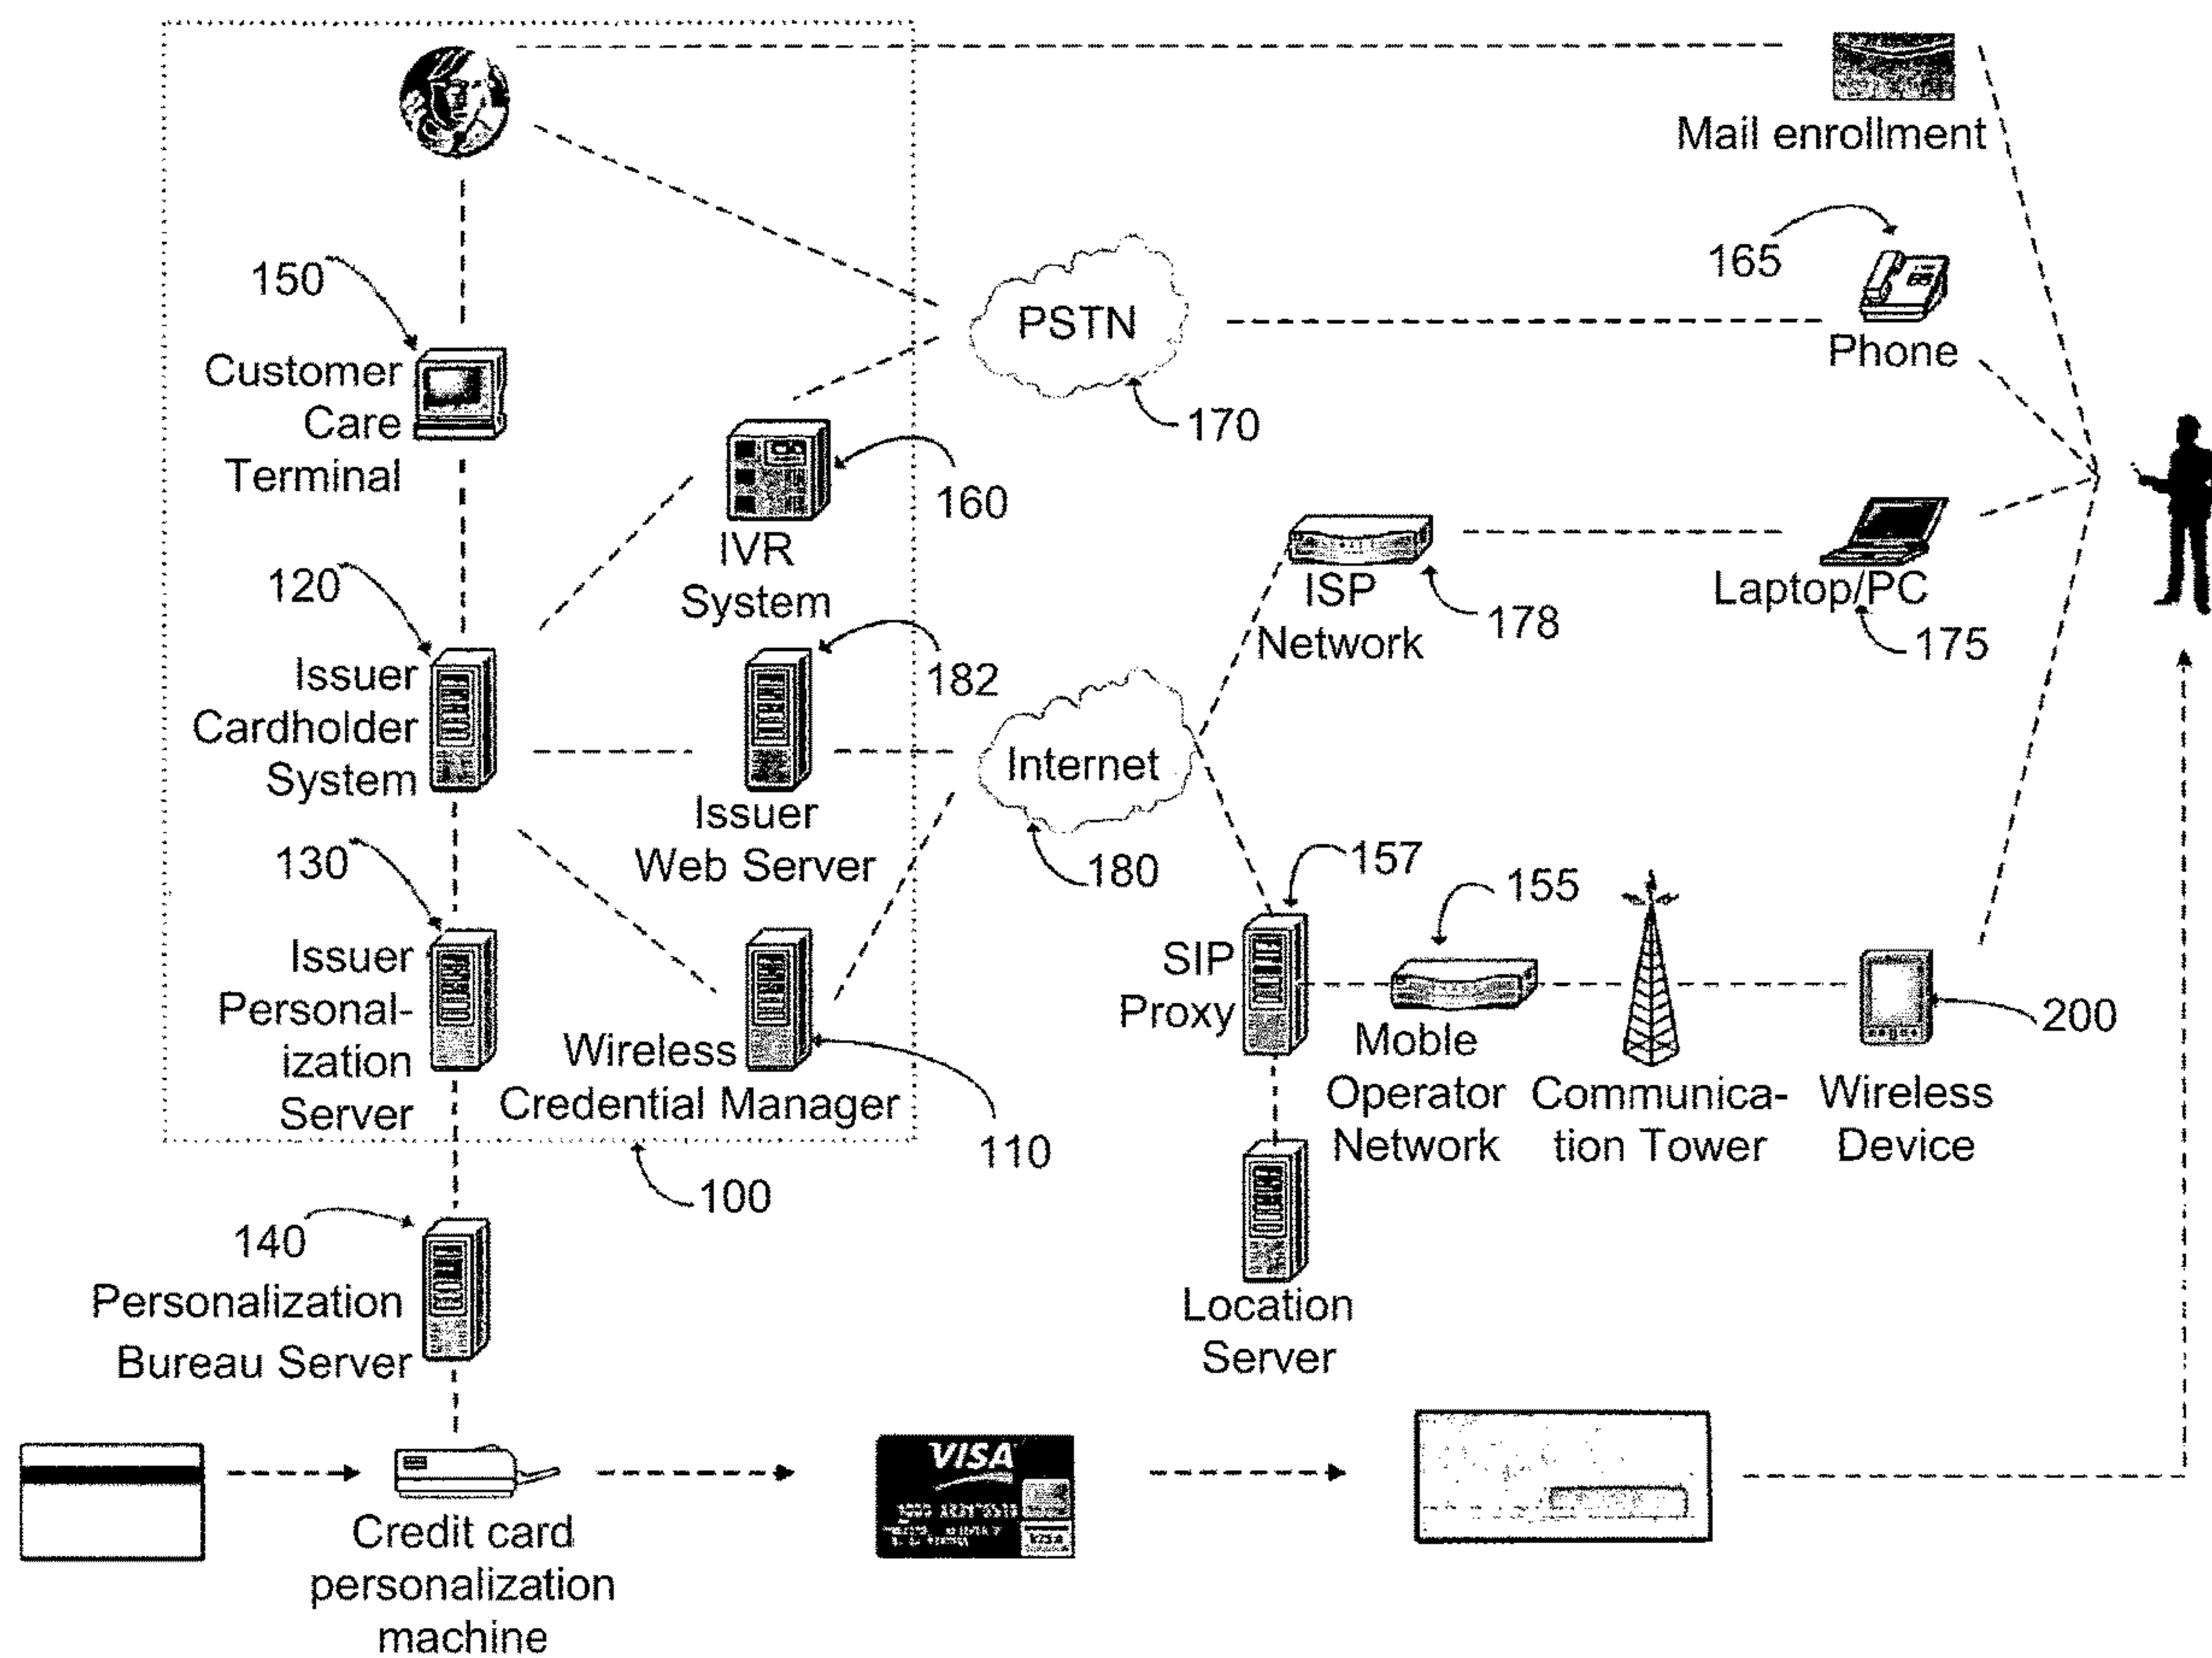 Mail enrollment
150
165
PSTN
Phone
Customer
Care
Terminal
170
160
IVR
System
120
ISP
Network
178
Laptop/PC
175
182
Issuer
Cardholder
System
Internet
Issuer
Web Server
180
130
157
155
SIP
Proxy
Issuer
Personal-
ization
Server
Wireless
Credential Manager
110
100
Moble
Operator
Network
Communica-
tion Tower
Wireless
Device
200
140
Personalization
Bureau Server
Location
Server
VISA
VISA
Credit card
personalization
machine